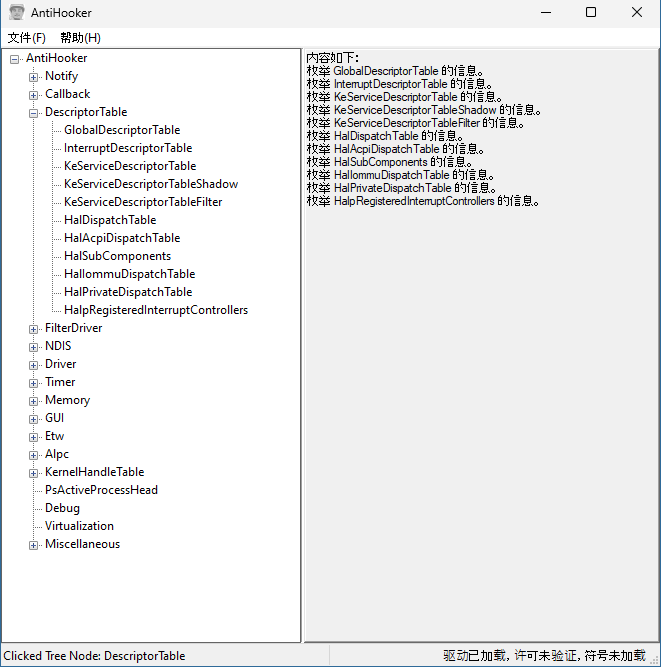 AntiHooker
文件(F) 帮助(H)
AntiHooker
Notify
Callback
DescriptorTable
GlobalDescriptorTable
InterruptDescriptorTable
KeServiceDescriptorTable
KeServiceDescriptorTableShadow
KeServiceDescriptorTableFilter
HalDispatchTable
HalAcpiDispatchTable
HalSubComponents
HalIommuDispatchTable
HalPrivateDispatchTable
HalpRegisteredInterruptControllers
FilterDriver
NDIS
Driver
Timer
Memory
GUI
Etw
Alpc
KernelHandleTable
PsActiveProcessHead
Debug
Virtualization
Miscellaneous
内容如下:
枚举 GlobalDescriptorTable 的信息。
枚举 InterruptDescriptorTable 的信息。
枚举 KeServiceDescriptorTable 的信息。
枚举 KeServiceDescriptorTableShadow 的信息。
枚举 KeServiceDescriptorTableFilter 的信息。
枚举 HalDispatchTable 的信息。
枚举 HalAcpiDispatchTable 的信息。
枚举 HalSubComponents 的信息。
枚举 HalIommuDispatchTable 的信息。
枚举 HalPrivateDispatchTable 的信息。
枚举 HalpRegisteredInterruptControllers 的信息。
Clicked Tree Node: DescriptorTable
驱动已加载, 许可未验证, 符号未加载